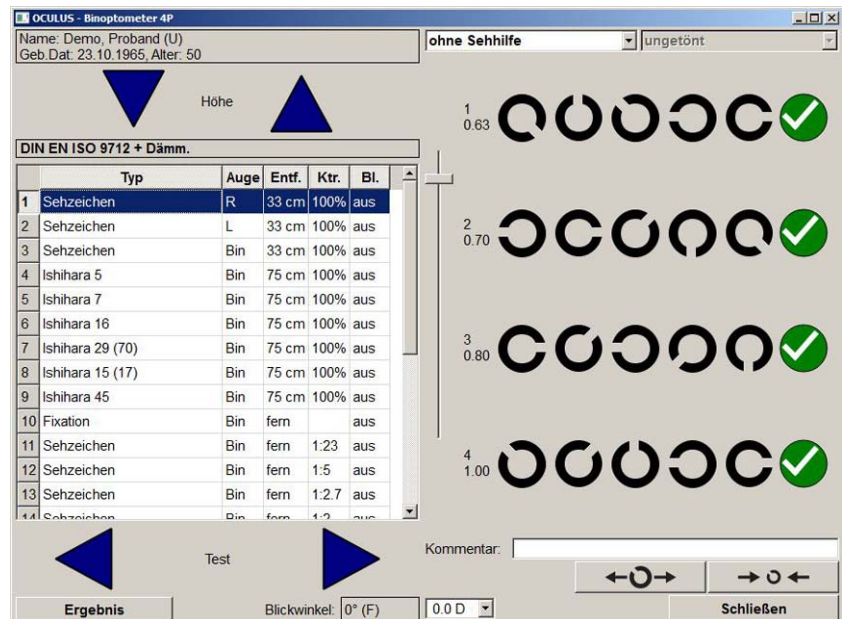 OCULUS - Binoptometer 4P
Name: Demo, Proband (U)
Geb.Dat: 23.10.1965, Alter: 50
ohne Sehhilfe
ungetönt
Höhe
DIN EN ISO 9712 + Dämm.
Typ Auge Entf. Ktr. Bl.
1 Sehzeichen R 33 cm 100% aus
2 Sehzeichen L 33 cm 100% aus
3 Sehzeichen Bin 33 cm 100% aus
4 Ishihara 5 Bin 75 cm 100% aus
5 Ishihara 7 Bin 75 cm 100% aus
6 Ishihara 16 Bin 75 cm 100% aus
7 Ishihara 29 (70) Bin 75 cm 100% aus
8 Ishihara 15 (17) Bin 75 cm 100% aus
9 Ishihara 45 Bin 75 cm 100% aus
10 Fixation Bin fern aus
11 Sehzeichen Bin fern 1:23 aus
12 Sehzeichen Bin fern 1:5 aus
13 Sehzeichen Bin fern 1:2.7 aus
14 Sehzeichen Bin fern 1:2 aus
1
0.63
2
0.70
3
0.80
4
1.00
Test
Kommentar:
Ergebnis
Blickwinkel: 0° (F)
0.0 D
Schließen